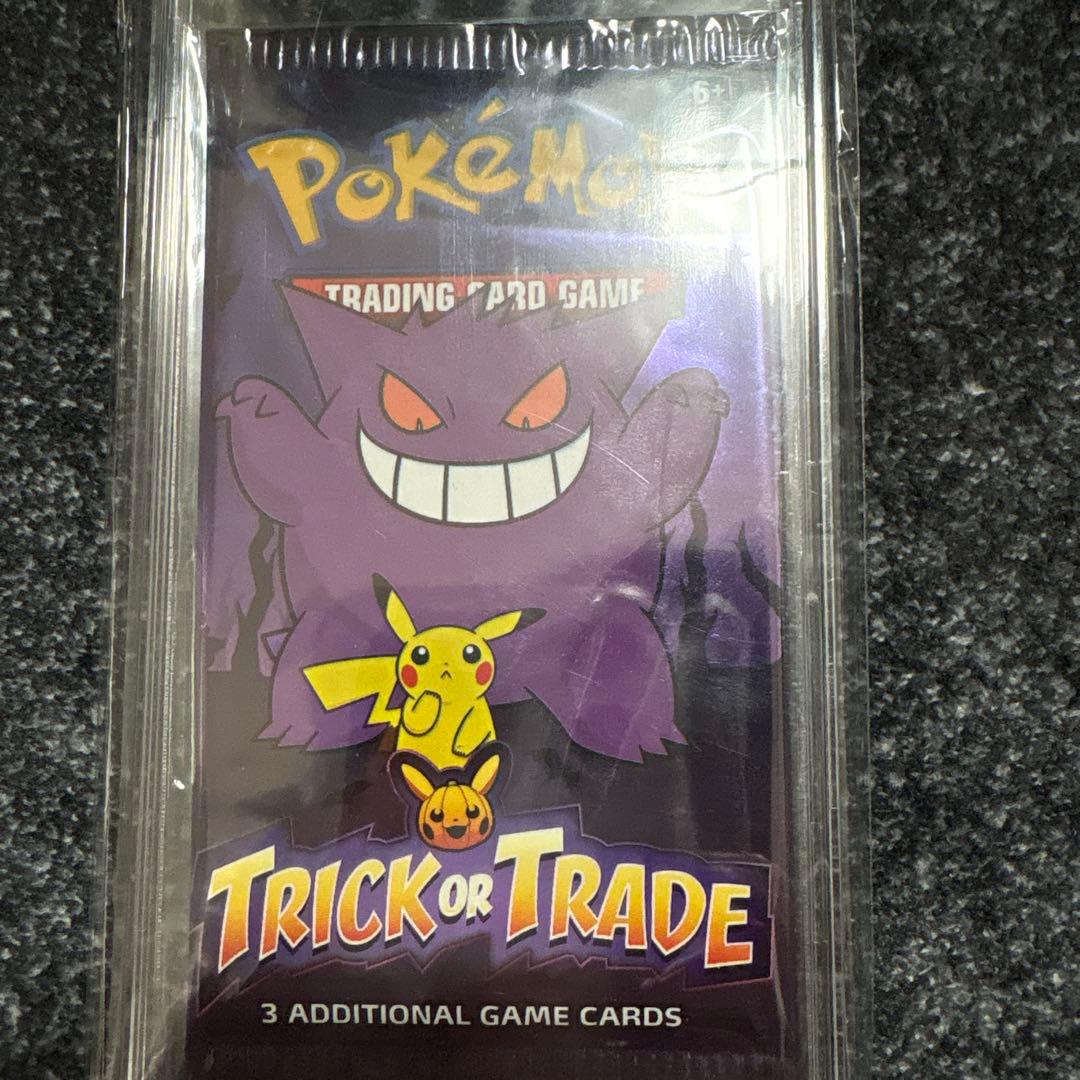 6+
POKéMON
TRADING CARD GAME
TRICK OR TRADE
3 ADDITIONAL GAME CARDS